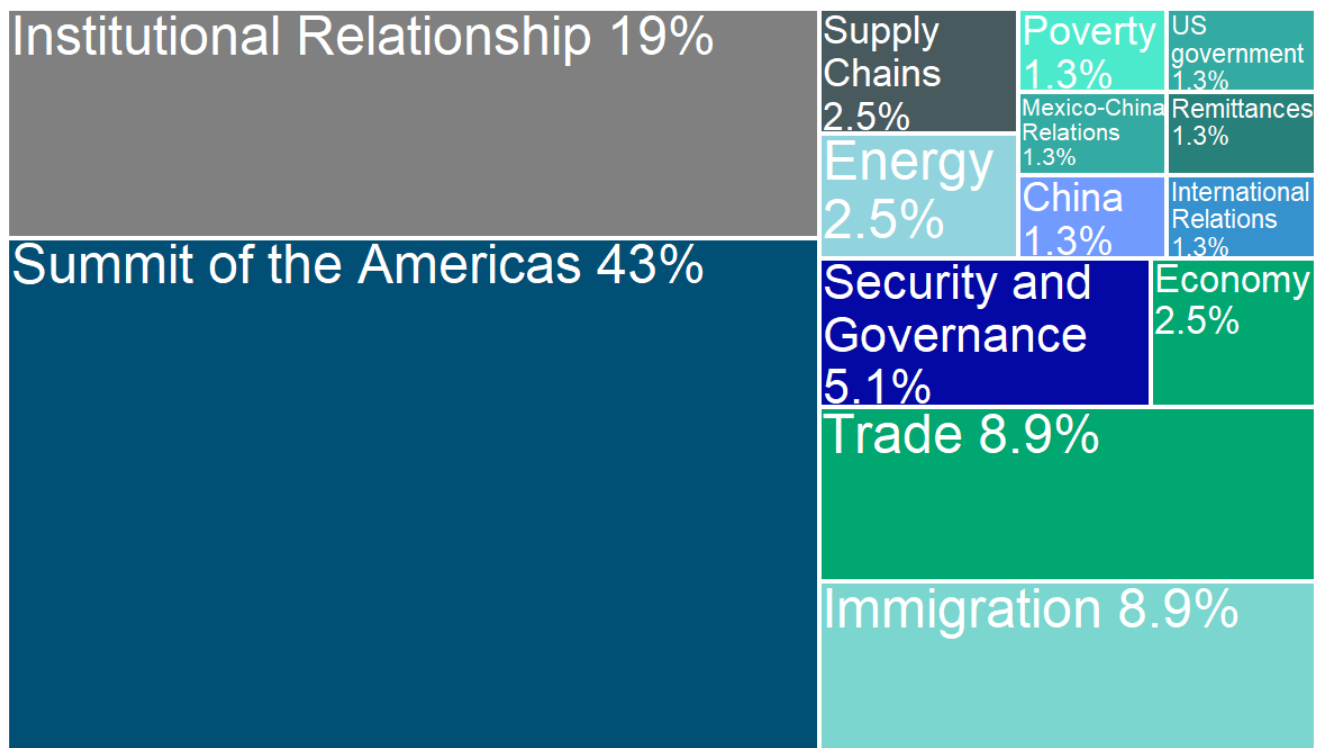 Institutional Relationship 19%
Summit of the Americas 43%
Supply
Chains
2.5%
Energy
2.5%
Poverty
1.3%
US
government
1.3%
Mexico-China
Relations
1.3%
Remittances
1.3%
China
1.3%
International
Relations
1.3%
Security and
Governance
5.1%
Economy
2.5%
Trade 8.9%
Immigration 8.9%